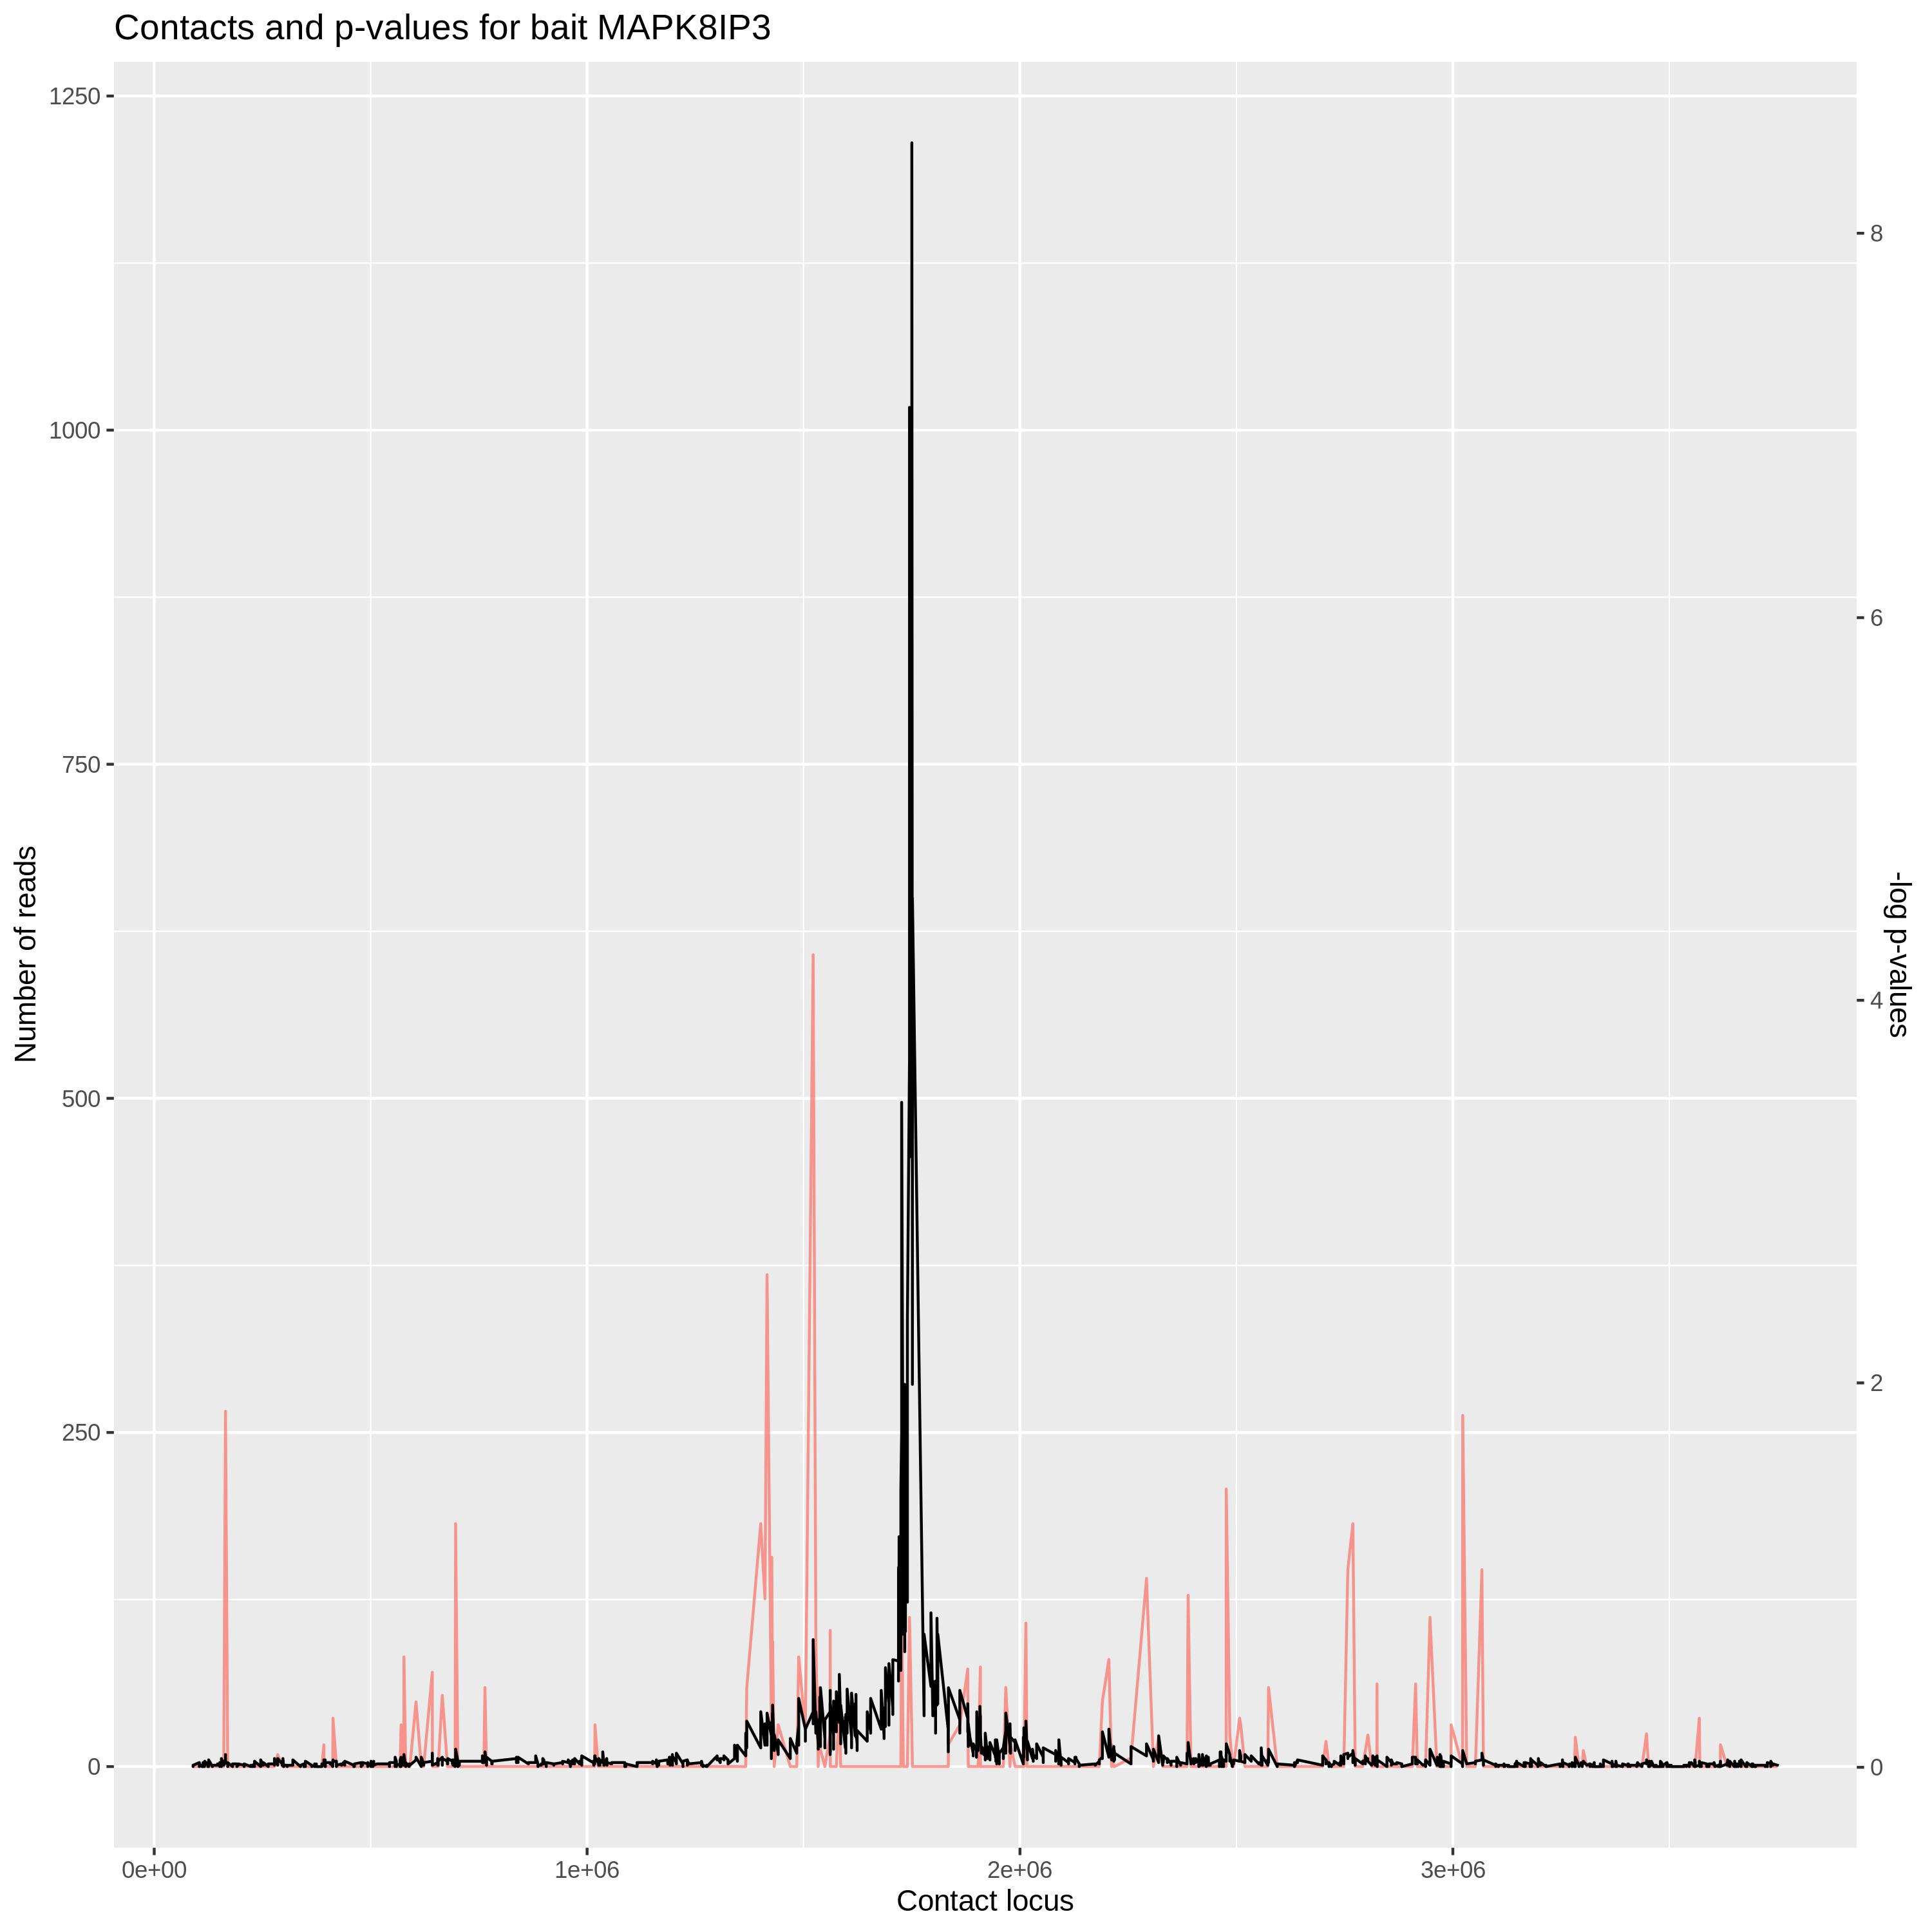 Contacts and p-values for bait MAPK8IP3
1250
1000
750
500
250
0
Number of reads
8
6
4
2
0
-log p-values
0e+00
1e+06
2e+06
3e+06
Contact locus